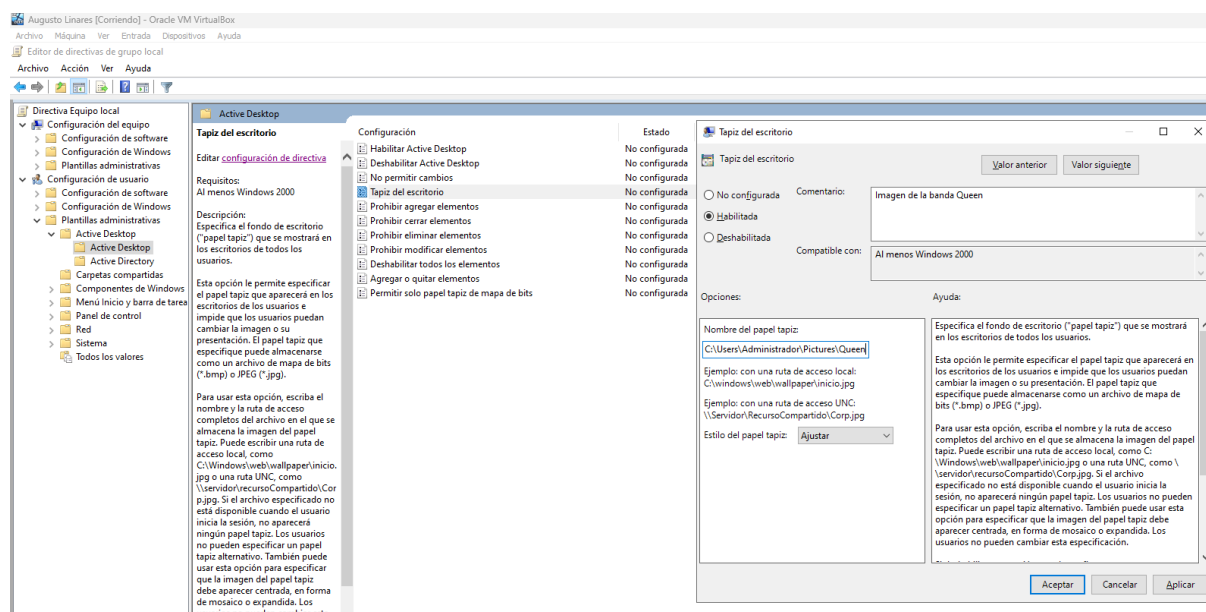 Augusto Linares [Corriendo] - Oracle VM VirtualBox
Archivo Máquina Ver Entrada Dispositivos Ayuda
Editor de directivas de grupo local
Archivo Acción Ver Ayuda
Directiva Equipo local
Configuración del equipo
Configuración de software
Configuración de Windows
Plantillas administrativas
Configuración de usuario
Configuración de software
Configuración de Windows
Plantillas administrativas
Active Desktop
Active Desktop
Active Directory
Carpetas compartidas
Componentes de Windows
Menú Inicio y barra de tarea
Panel de control
Red
Sistema
Todos los valores
Active Desktop
Tapiz del escritorio
Editar configuración de directiva
Requisitos:
Al menos Windows 2000
Descripción:
Especifica el fondo de escritorio
("papel tapiz") que se mostrará en
los escritorios de todos los
usuarios.
Esta opción le permite especificar
el papel tapiz que aparecerá en los
escritorios de los usuarios e
impide que los usuarios puedan
cambiar la imagen o su
presentación. El papel tapiz que
especifique puede almacenarse
como un archivo de mapa de bits
(*.bmp) o JPEG (*.jpg).
Para usar esta opción, escriba el
nombre y la ruta de acceso
completos del archivo en el que se
almacena la imagen del papel
tapiz. Puede escribir una ruta de
acceso local, como
C:\Windows\web\wallpaper\inicio.
jpg o una ruta UNC, como
\\servidor\recursoCompartido\Cor
p.jpg. Si el archivo especificado no
está disponible cuando el usuario
inicia la sesión, no aparecerá
ningún papel tapiz. Los usuarios
no pueden especificar un papel
tapiz alternativo. También puede
usar esta opción para especificar
que la imagen del papel tapiz
debe aparecer centrada, en forma
de mosaico o expandida. Los
Configuración Estado
Habilitar Active Desktop No configurada
Deshabilitar Active Desktop No configurada
No permitir cambios No configurada
Tapiz del escritorio No configurada
Prohibir agregar elementos No configurada
Prohibir cerrar elementos No configurada
Prohibir eliminar elementos No configurada
Prohibir modificar elementos No configurada
Deshabilitar todos los elementos No configurada
Agregar o quitar elementos No configurada
Permitir solo papel tapiz de mapa de bits No configurada
Tapiz del escritorio
Tapiz del escritorio
Valor anterior Valor siguiente
No configurada
Habilitada
Deshabilitada
Comentario:
Imagen de la banda Queen
Compatible con:
Al menos Windows 2000
Opciones:
Ayuda:
Nombre del papel tapiz:
C:\Users\Administrador\Pictures\Queen
Ejemplo: con una ruta de acceso local:
C:\windows\web\wallpaper\inicio.jpg
Ejemplo: con una ruta de acceso UNC:
\\Servidor\RecursoCompartido\Corp.jpg
Estilo del papel tapiz: Ajustar
Especifica el fondo de escritorio ("papel tapiz") que se mostrará
en los escritorios de todos los usuarios.
Esta opción le permite especificar el papel tapiz que aparecerá en
los escritorios de los usuarios e impide que los usuarios puedan
cambiar la imagen o su presentación. El papel tapiz que
especifique puede almacenarse como un archivo de mapa de
bits (*.bmp) o JPEG (*.jpg).
Para usar esta opción, escriba el nombre y la ruta de acceso
completos del archivo en el que se almacena la imagen del papel
tapiz. Puede escribir una ruta de acceso local, como C:
\Windows\web\wallpaper\inicio.jpg o una ruta UNC, como \
\servidor\recursoCompartido\Corp.jpg. Si el archivo
especificado no está disponible cuando el usuario inicia la
sesión, no aparecerá ningún papel tapiz. Los usuarios no pueden
especificar un papel tapiz alternativo. También puede usar esta
opción para especificar que la imagen del papel tapiz debe
aparecer centrada, en forma de mosaico o expandida. Los
usuarios no pueden cambiar esta especificación.
Aceptar Cancelar Aplicar